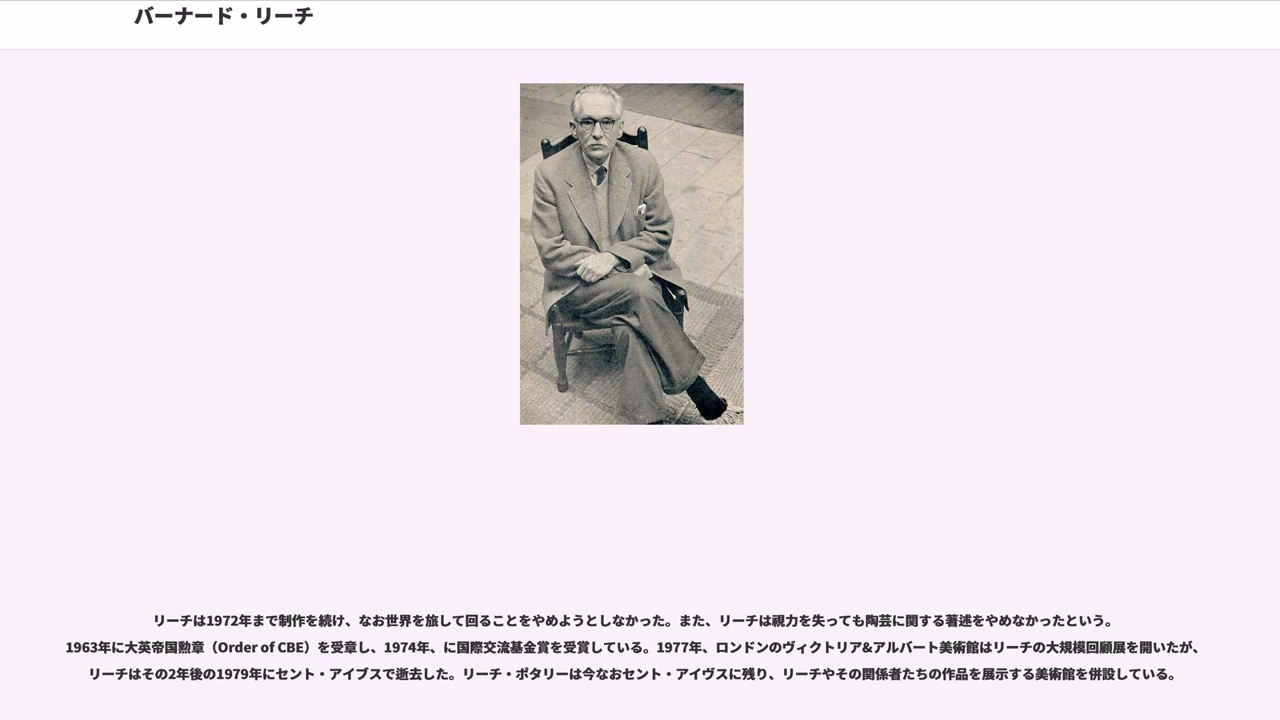 バーナード・リーチ
リーチは1972年まで制作を続け、なお世界を旅して回ることをやめようとしなかった。また、リーチは視力を失っても陶芸に関する著述をやめなかったという。
1963年に大英帝国勲章（Order of CBE）を受章し、1974年、に国際交流基金賞を受賞している。1977年、ロンドンのヴィクトリア&アルバート美術館はリーチの大規模回顧展を開いたが、
リーチはその2年後の1979年にセント・アイブスで逝去した。リーチ・ポタリーは今なおセント・アイヴスに残り、リーチやその関係者たちの作品を展示する美術館を併設している。